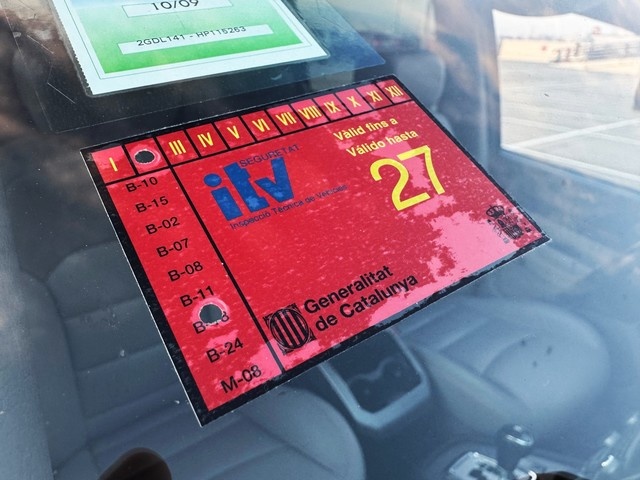 10/09
2GDL141 - HP115263
I III IV V VI VII VIII IX X XI XII
Vàlid fins a
Válido hasta
27
SEGURETAT
itv
Inspecció Tècnica de Vehicles
B-10
B-15
B-02
B-07
B-08
B-11
B-24
M-08
Generalitat
de Catalunya